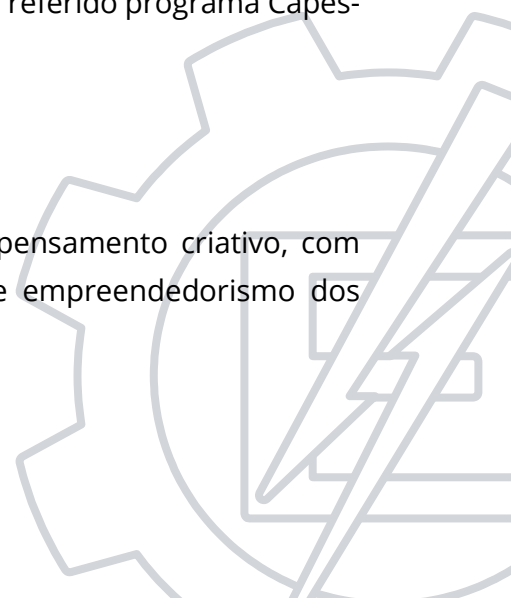 referido programa Capes-
pensamento criativo, com
e empreendedorismo dos